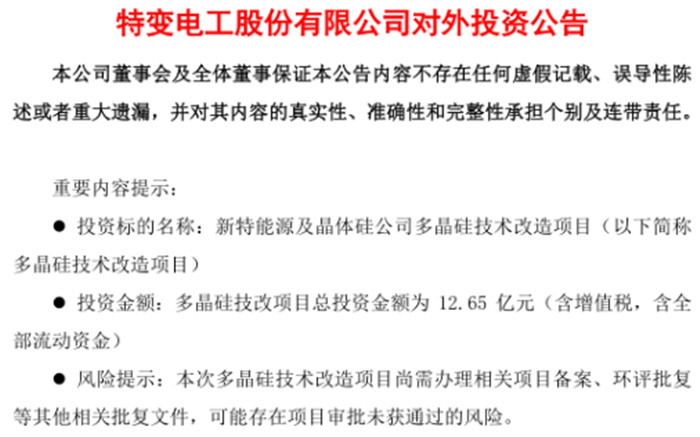 特变电工股份有限公司对外投资公告
本公司董事会及全体董事保证本公告内容不存在任何虚假记载、误导性陈
述或者重大遗漏，并对其内容的真实性、准确性和完整性承担个别及连带责任。
重要内容提示：
● 投资标的名称：新特能源及晶体硅公司多晶硅技术改造项目（以下简称
多晶硅技术改造项目）
● 投资金额：多晶硅技改项目总投资金额为 12.65 亿元（含增值税，含全
部流动资金）
● 风险提示：本次多晶硅技术改造项目尚需办理相关项目备案、环评批复
等其他相关批复文件，可能存在项目审批未获通过的风险。